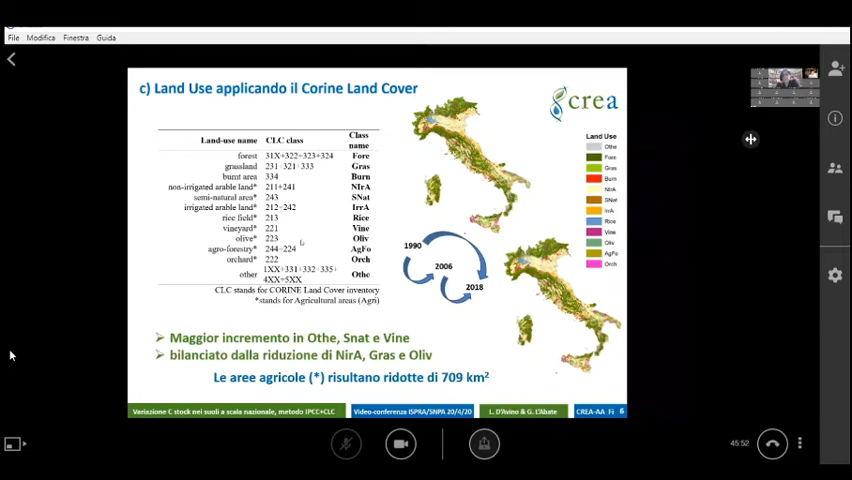 File Modifica Finestra Guida
c) Land Use applicando il Corine Land Cover
crea
Land-use name CLC class Class name
forest 31X+322+323+324 Fore
grassland 231+321+333 Gras
burnt area 334 Burn
non-irrigated arable land* 211+241 NIrA
semi-natural area* 243 SNat
irrigated arable land* 212+242 IrrA
rice field* 213 Rice
vineyard* 221 Vine
olive* 223 Oliv
agro-forestry* 244+224 AgFo
orchard* 222 Orch
other 1XX+331+332+335+4XX+5XX Othe
CLC stands for CORINE Land Cover inventory
*stands for Agricultural areas (Agri)
Land Use
Othe
Fore
Gras
Burn
NIrA
SNat
IrrA
Rice
Vine
Oliv
AgFo
Orch
1990
2006
2018
Maggior incremento in Othe, Snat e Vine
bilanciato dalla riduzione di NirA, Gras e Oliv
Le aree agricole (*) risultano ridotte di 709 km²
Variazione C stock nei suoli a scala nazionale, metodo IPCC+CLC
Video-conferenza ISPRA/SNPA 20/4/20
L. D'Avino & G. L'Abate
CREA-AA Fi 6
45:52